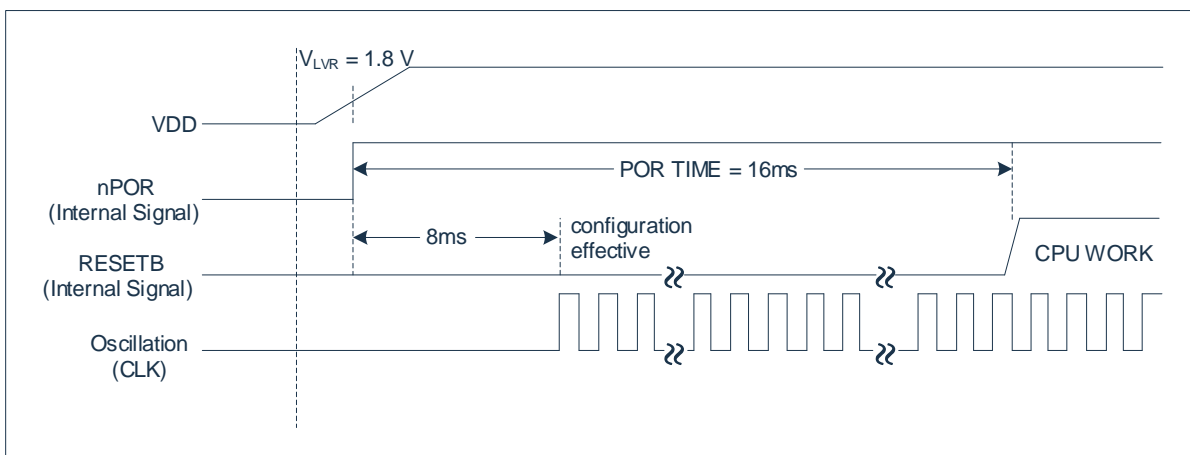 VLVR = 1.8 V
VDD
POR TIME = 16ms
nPOR
(Internal Signal)
8ms
configuration
effective
RESETB
(Internal Signal)
CPU WORK
Oscillation
(CLK)